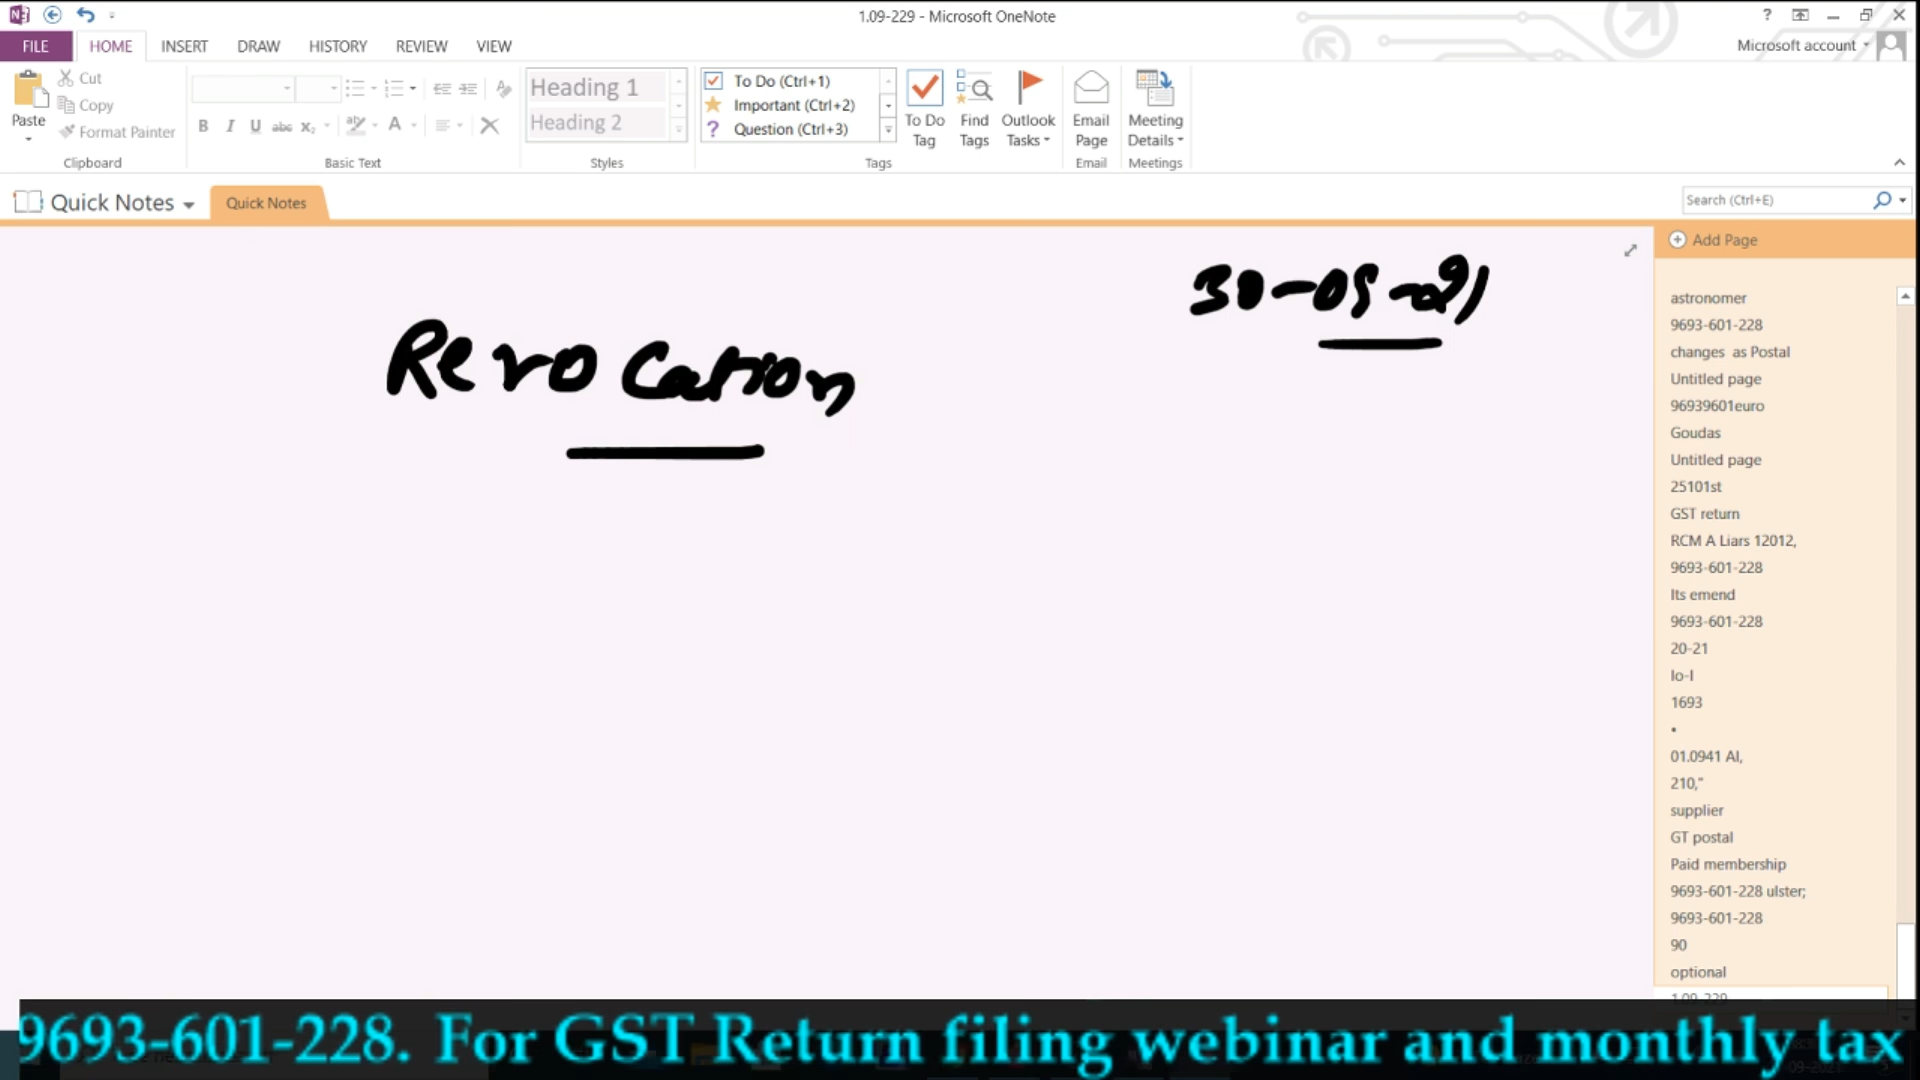 1.09-229 - Microsoft OneNote
?
FILE HOME INSERT DRAW HISTORY REVIEW VIEW
Microsoft account
Paste
Cut
Copy
Format Painter
Clipboard
B I U abc x₂ A
Basic Text
Heading 1
Heading 2
Styles
To Do (Ctrl+1)
Important (Ctrl+2)
Question (Ctrl+3)
To Do Tag
Find Tags
Outlook Tasks
Tags
Email Page
Email
Meeting Details
Meetings
Quick Notes
Quick Notes
Search (Ctrl+E)
30-09-21
Revocation
Add Page
astronomer
9693-601-228
changes as Postal
Untitled page
96939601euro
Goudas
Untitled page
25101st
GST return
RCM A Liars 12012,
9693-601-228
Its emend
9693-601-228
20-21
lo-l
1693
•
01.0941 Al,
210,"
supplier
GT postal
Paid membership
9693-601-228 ulster;
9693-601-228
90
optional
1.09-229
9693-601-228. For GST Return filing webinar and monthly tax